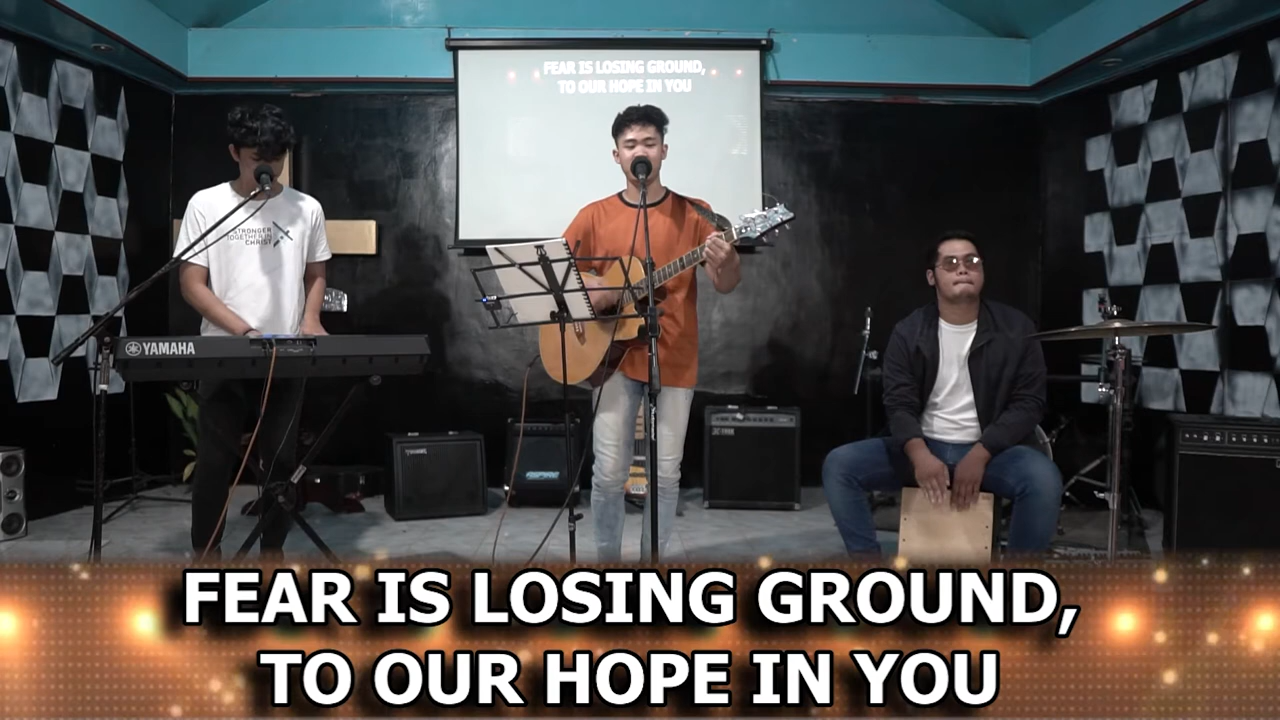 FEAR IS LOSING GROUND,
TO OUR HOPE IN YOU
STRONGER
TOGETHER IN
CHRIST
YAMAHA
FEAR IS LOSING GROUND,
TO OUR HOPE IN YOU